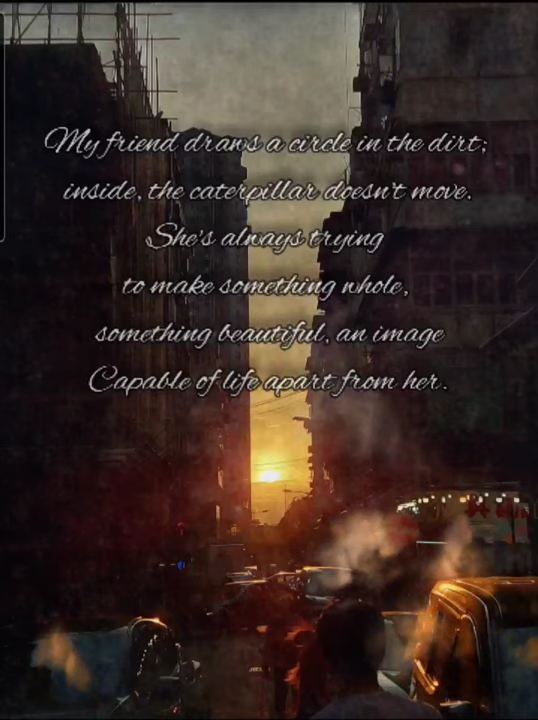 My friend draws a circle in the dirt;
inside, the caterpillar doesn't move.
She's always trying
to make something whole,
something beautiful, an image
Capable of life apart from her.